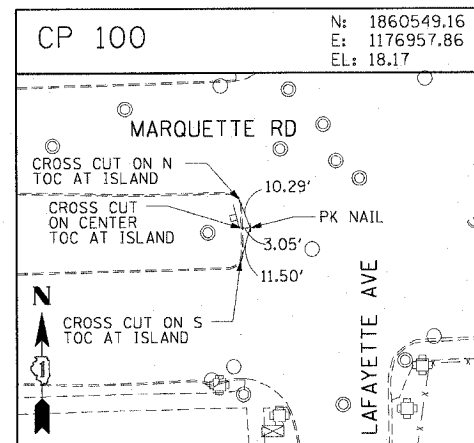 CP 100
N: 1860549.16
E: 1176957.86
EL: 18.17
MARQUETTE RD
CROSS CUT ON N
TOC AT ISLAND
10.29'
CROSS CUT
ON CENTER
TOC AT ISLAND
PK NAIL
3.05'
11.50'
N
1
CROSS CUT ON S
TOC AT ISLAND
LAFAYETTE AVE